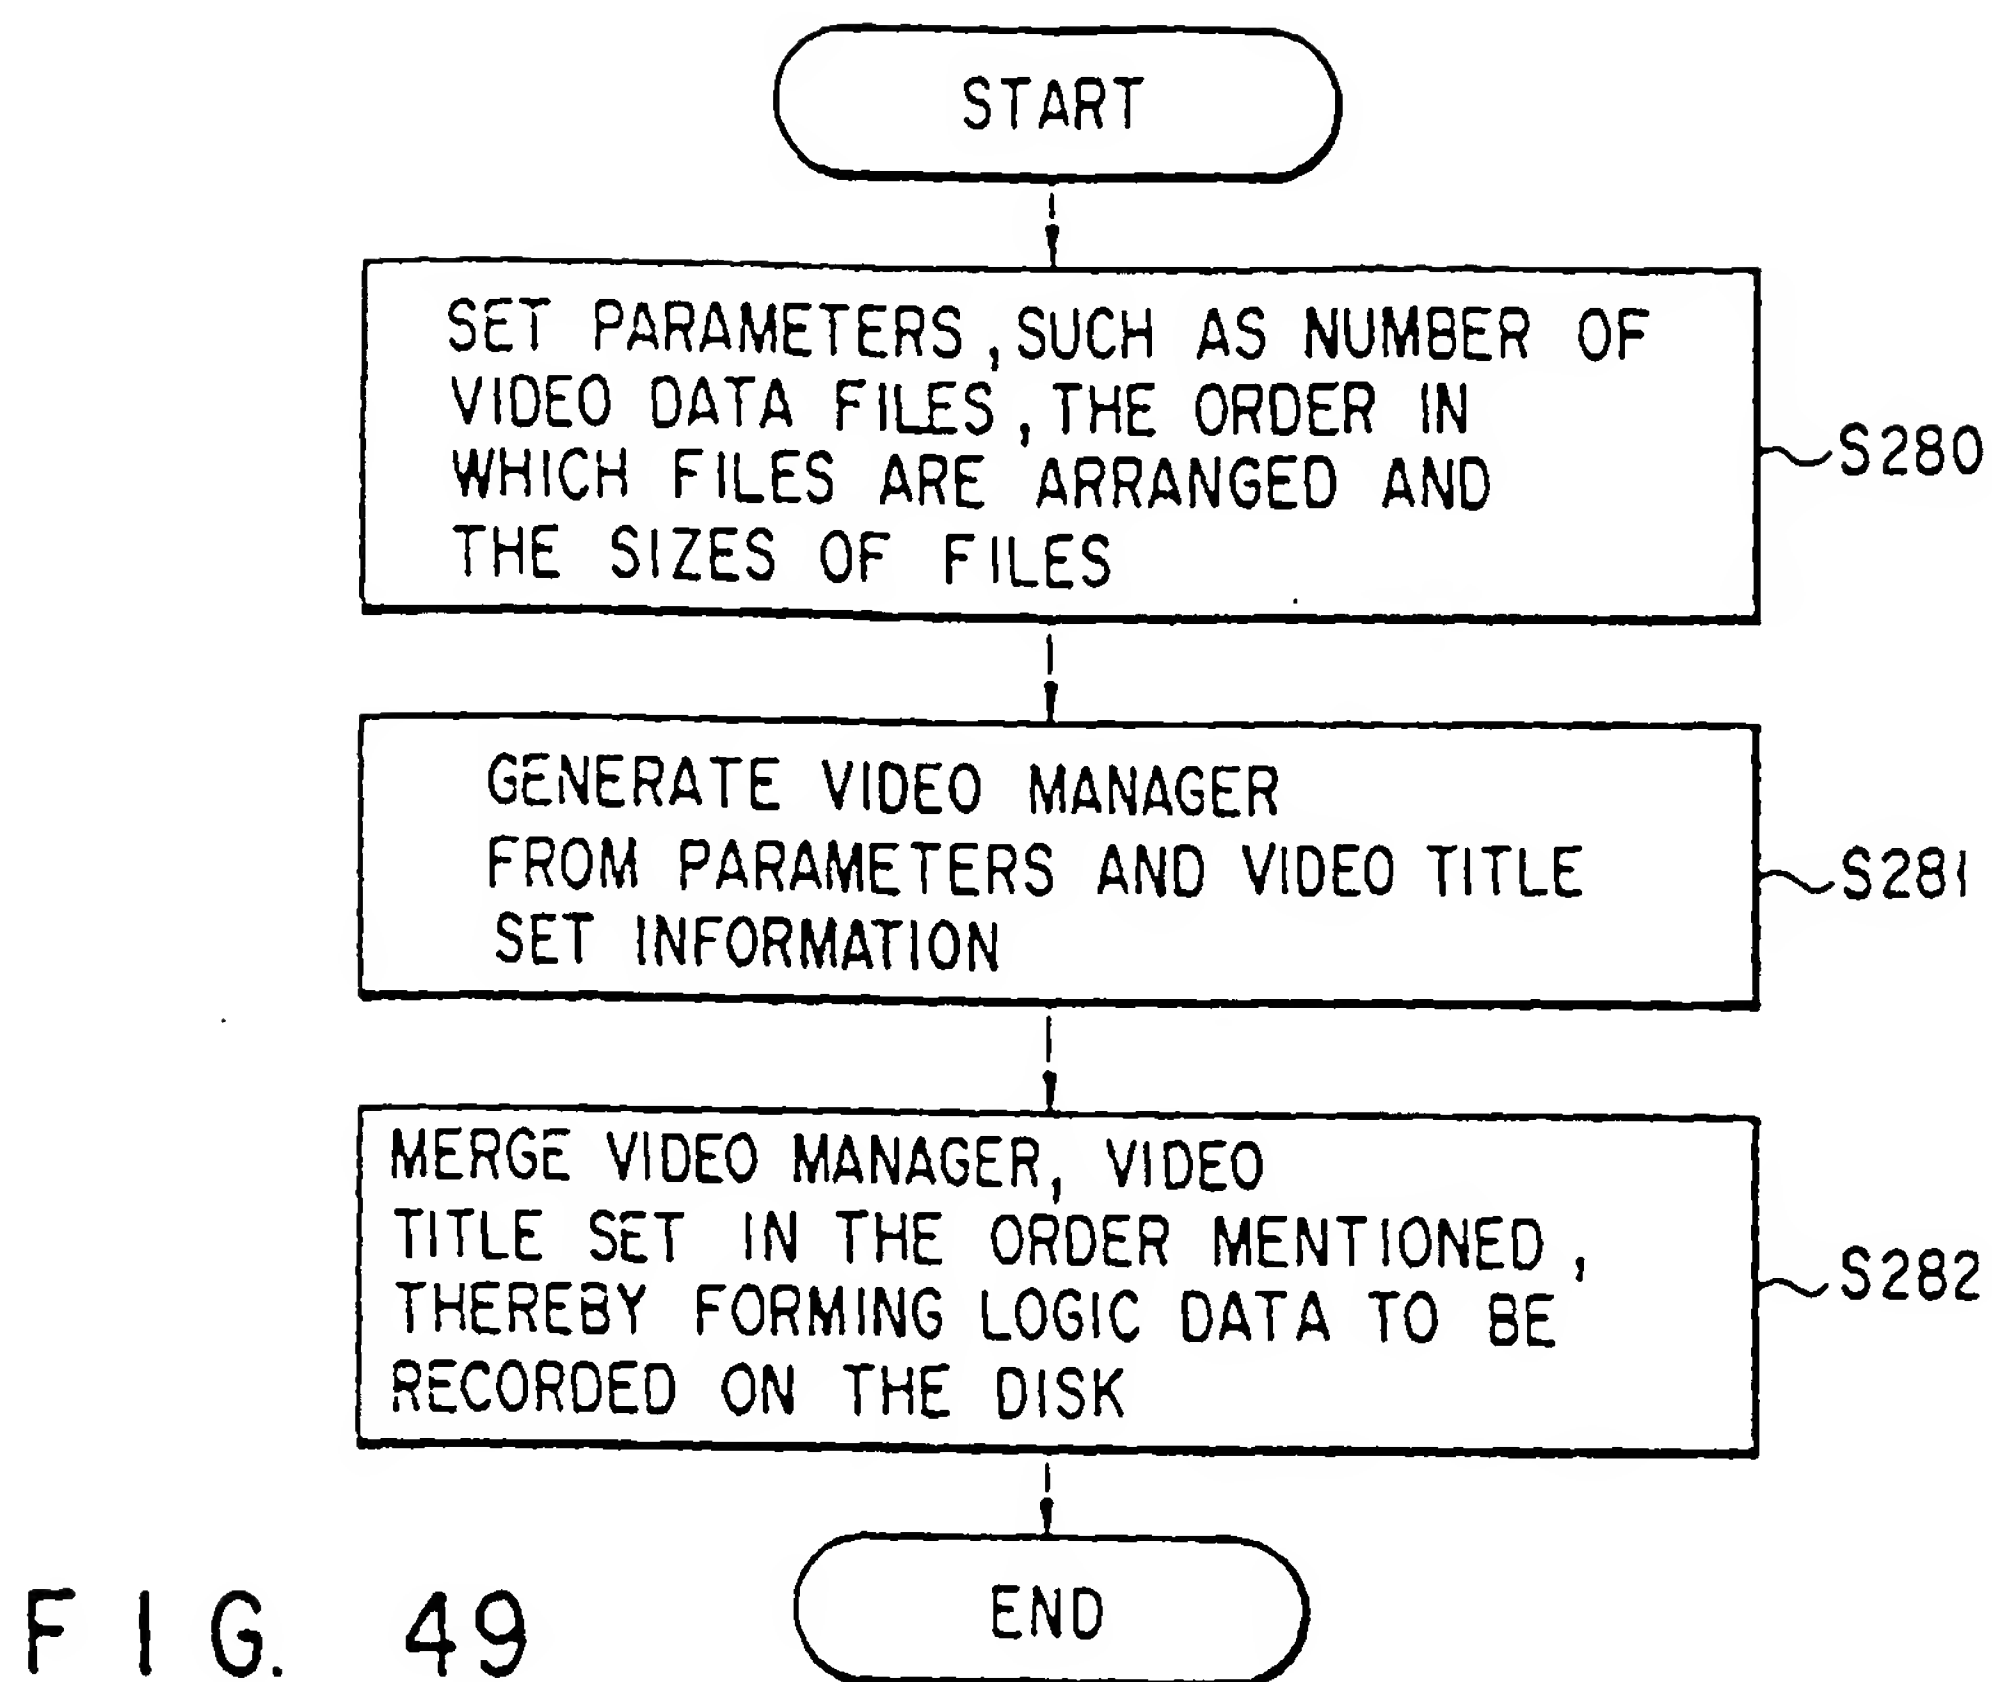 START
SET PARAMETERS, SUCH AS NUMBER OF
VIDEO DATA FILES, THE ORDER IN
WHICH FILES ARE ARRANGED AND
THE SIZES OF FILES
S280
GENERATE VIDEO MANAGER
FROM PARAMETERS AND VIDEO TITLE
SET INFORMATION
S281
MERGE VIDEO MANAGER, VIDEO
TITLE SET IN THE ORDER MENTIONED,
THEREBY FORMING LOGIC DATA TO BE
RECORDED ON THE DISK
S282
END
FIG. 49